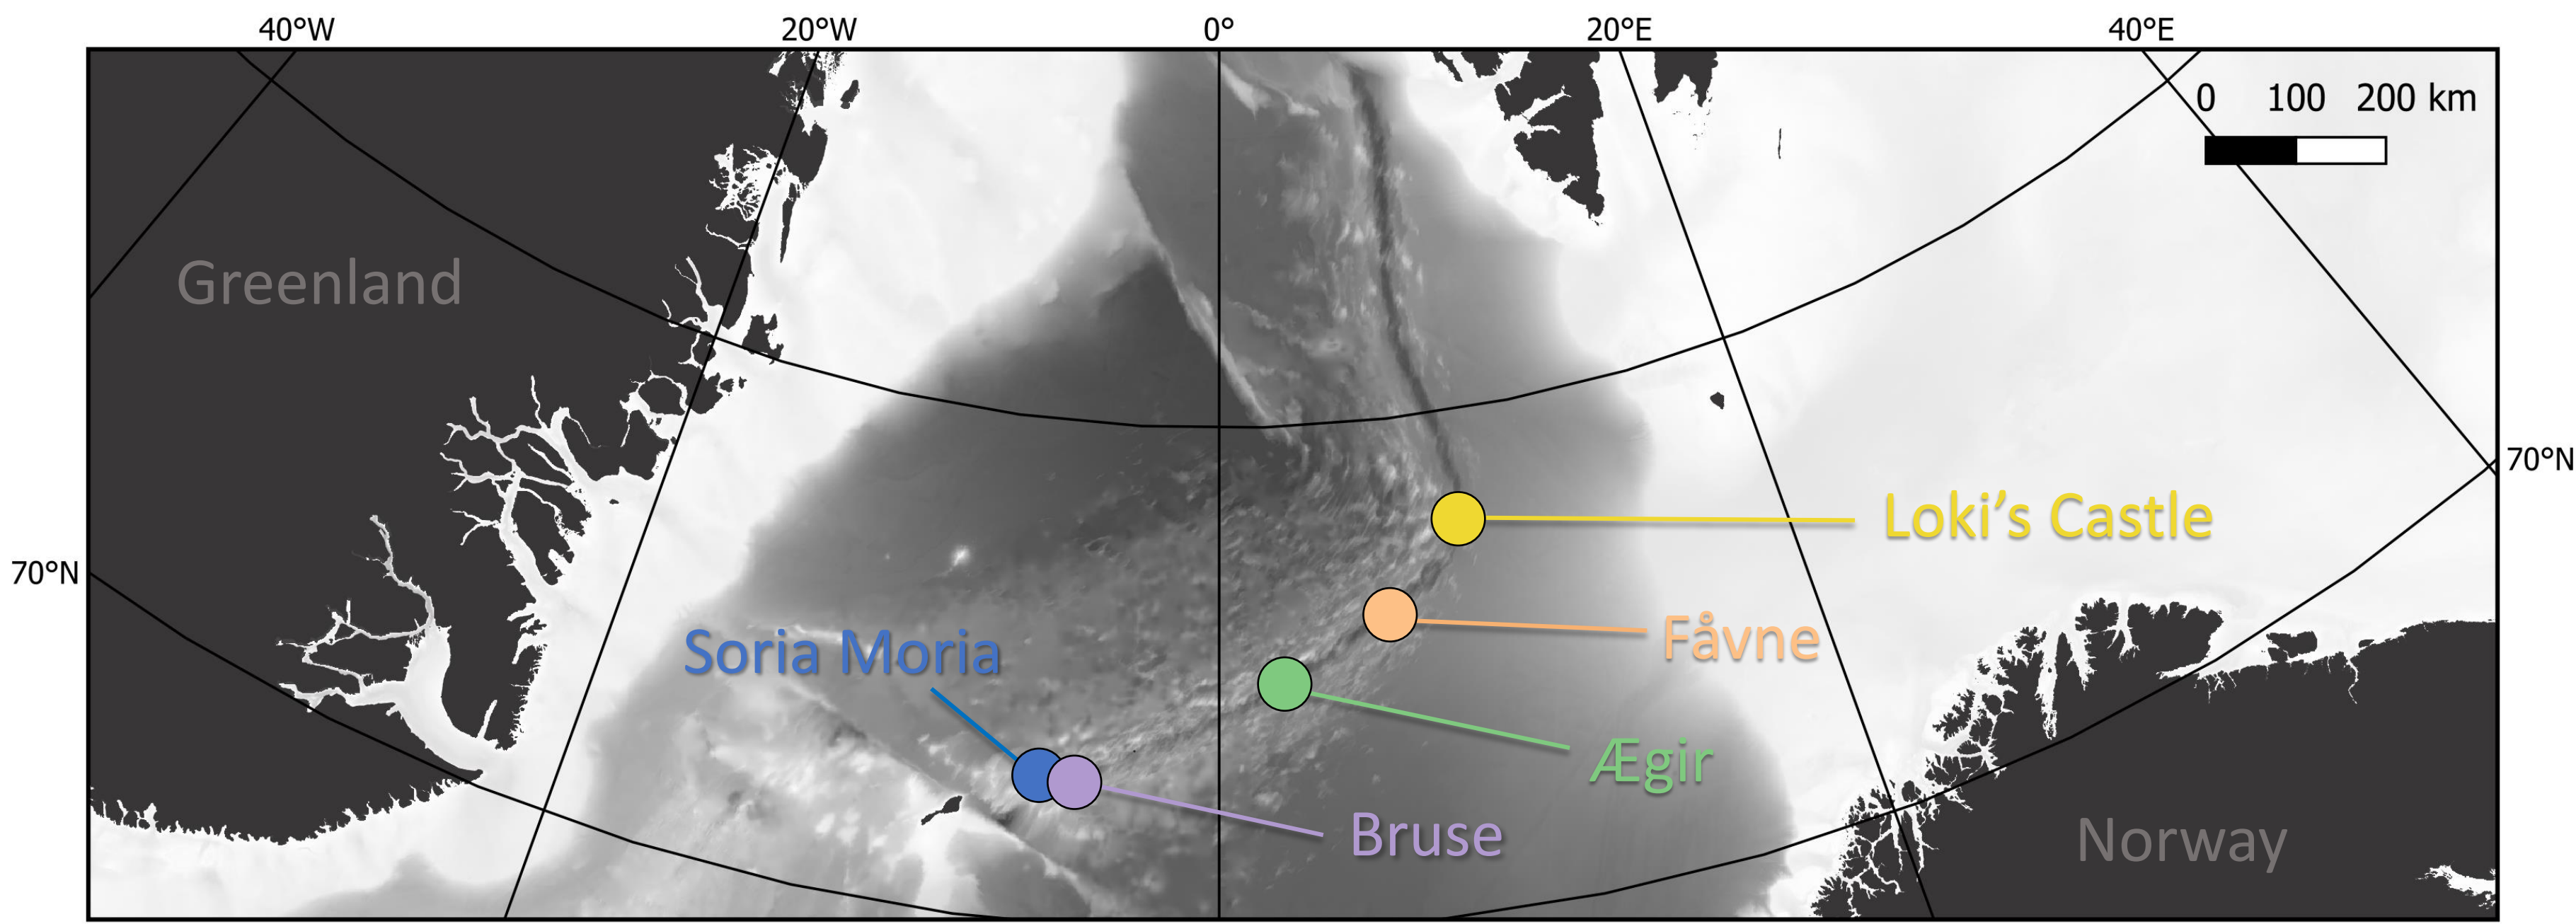 40°W 20°W 0° 20°E 40°E
0 100 200 km
Greenland
70°N
Loki's Castle
70°N
Soria Moria
Fåvne
Ægir
Bruse
Norway